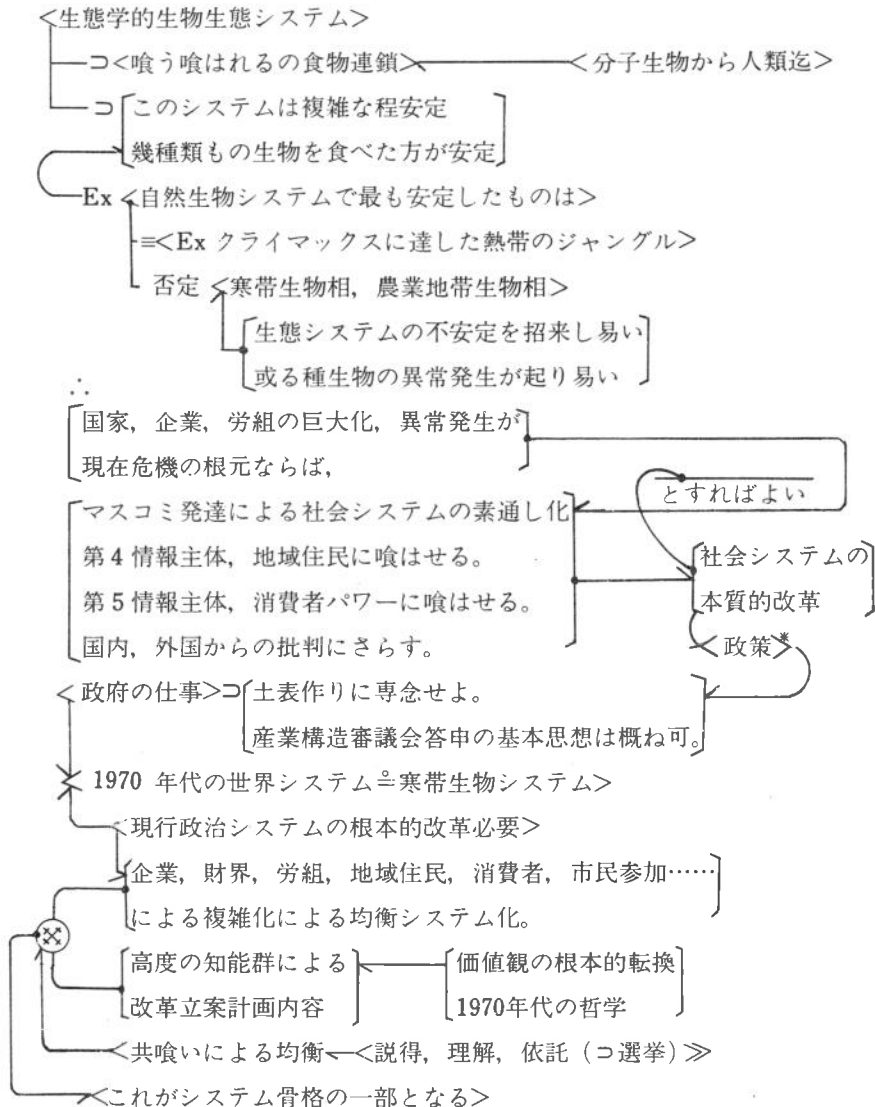 <生態学的生物生態システム>
⊃<喰う喰はれるの食物連鎖> <分子生物から人類迄>
⊃[このシステムは複雑な程安定
幾種類もの生物を食べた方が安定]
Ex <自然生物システムで最も安定したものは>
≡<Ex クライマックスに達した熱帯のジャングル>
否定 <寒帯生物相, 農業地帯生物相>
[生態システムの不安定を招来し易い
或る種生物の異常発生が起り易い]
∴
[国家, 企業, 労組の巨大化, 異常発生が
現在危機の根元ならば,]
とすればよい
[マスコミ発達による社会システムの素通し化
第4情報主体, 地域住民に喰はせる。
第5情報主体, 消費者パワーに喰はせる。
国内, 外国からの批判にさらす。]
[社会システムの
本質的改革]
<政策>*
<政府の仕事>⊃[土表作りに専念せよ。
産業構造審議会答申の基本思想は概ね可。]
1970 年代の世界システム≗寒帯生物システム>
<現行政治システムの根本的改革必要>
[企業, 財界, 労組, 地域住民, 消費者, 市民参加……
による複雑化による均衡システム化。]
[高度の知能群による
改革立案計画内容]
[価値観の根本的転換
1970年代の哲学]
<共喰いによる均衡←<説得, 理解, 依託 (⊃選挙)≫
<これがシステム骨格の一部となる>